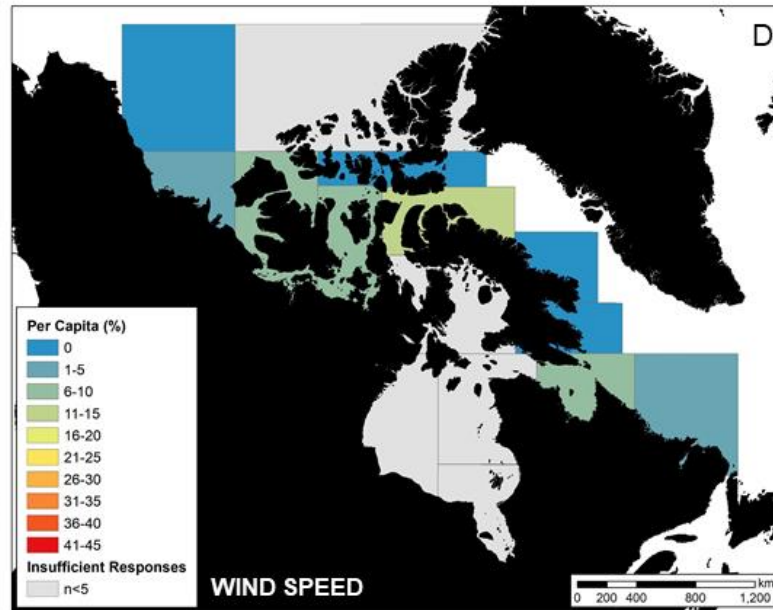 D
Per Capita (%)
0
1-5
6-10
11-15
16-20
21-25
26-30
31-35
36-40
41-45
Insufficient Responses
n<5
WIND SPEED
km
0 200 400 800 1,200